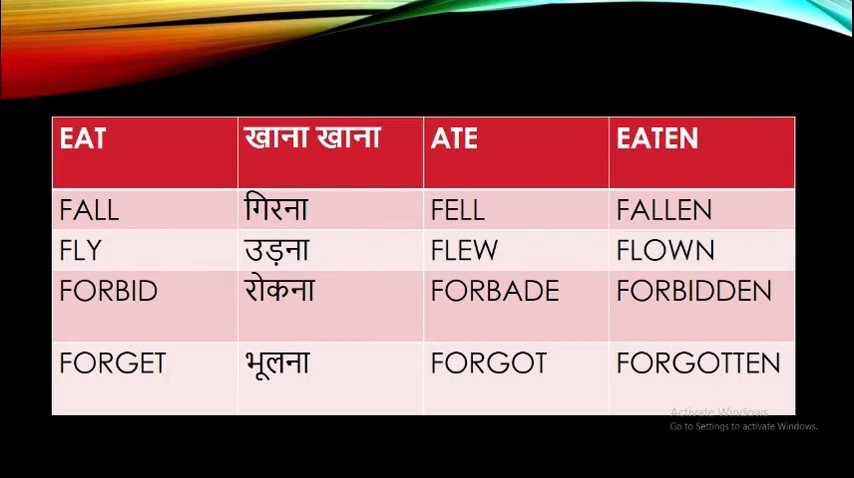 EAT खाना खाना ATE EATEN
FALL गिरना FELL FALLEN
FLY उड़ना FLEW FLOWN
FORBID रोकना FORBADE FORBIDDEN
FORGET भूलना FORGOT FORGOTTEN
Activate Windows
Go to Settings to activate Windows.